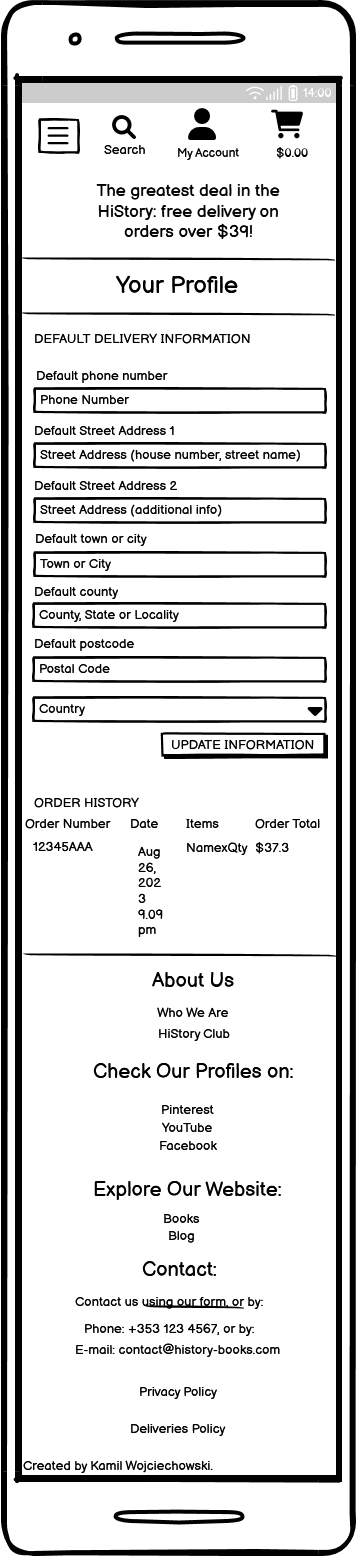 14:00
Search
My Account
$0.00
The greatest deal in the
HiStory: free delivery on
orders over $39!
Your Profile
DEFAULT DELIVERY INFORMATION
Default phone number
Phone Number
Default Street Address 1
Street Address (house number, street name)
Default Street Address 2
Street Address (additional info)
Default town or city
Town or City
Default county
County, State or Locality
Default postcode
Postal Code
Country
UPDATE INFORMATION
ORDER HISTORY
Order Number Date Items Order Total
12345AAA
Aug
26,
202
3
9.09
pm
NamexQty
$37.3
About Us
Who We Are
HiStory Club
Check Our Profiles on:
Pinterest
YouTube
Facebook
Explore Our Website:
Books
Blog
Contact:
Contact us using our form, or by:
Phone: +353 123 4567, or by:
E-mail: contact@history-books.com
Privacy Policy
Deliveries Policy
Created by Kamil Wojciechowski.